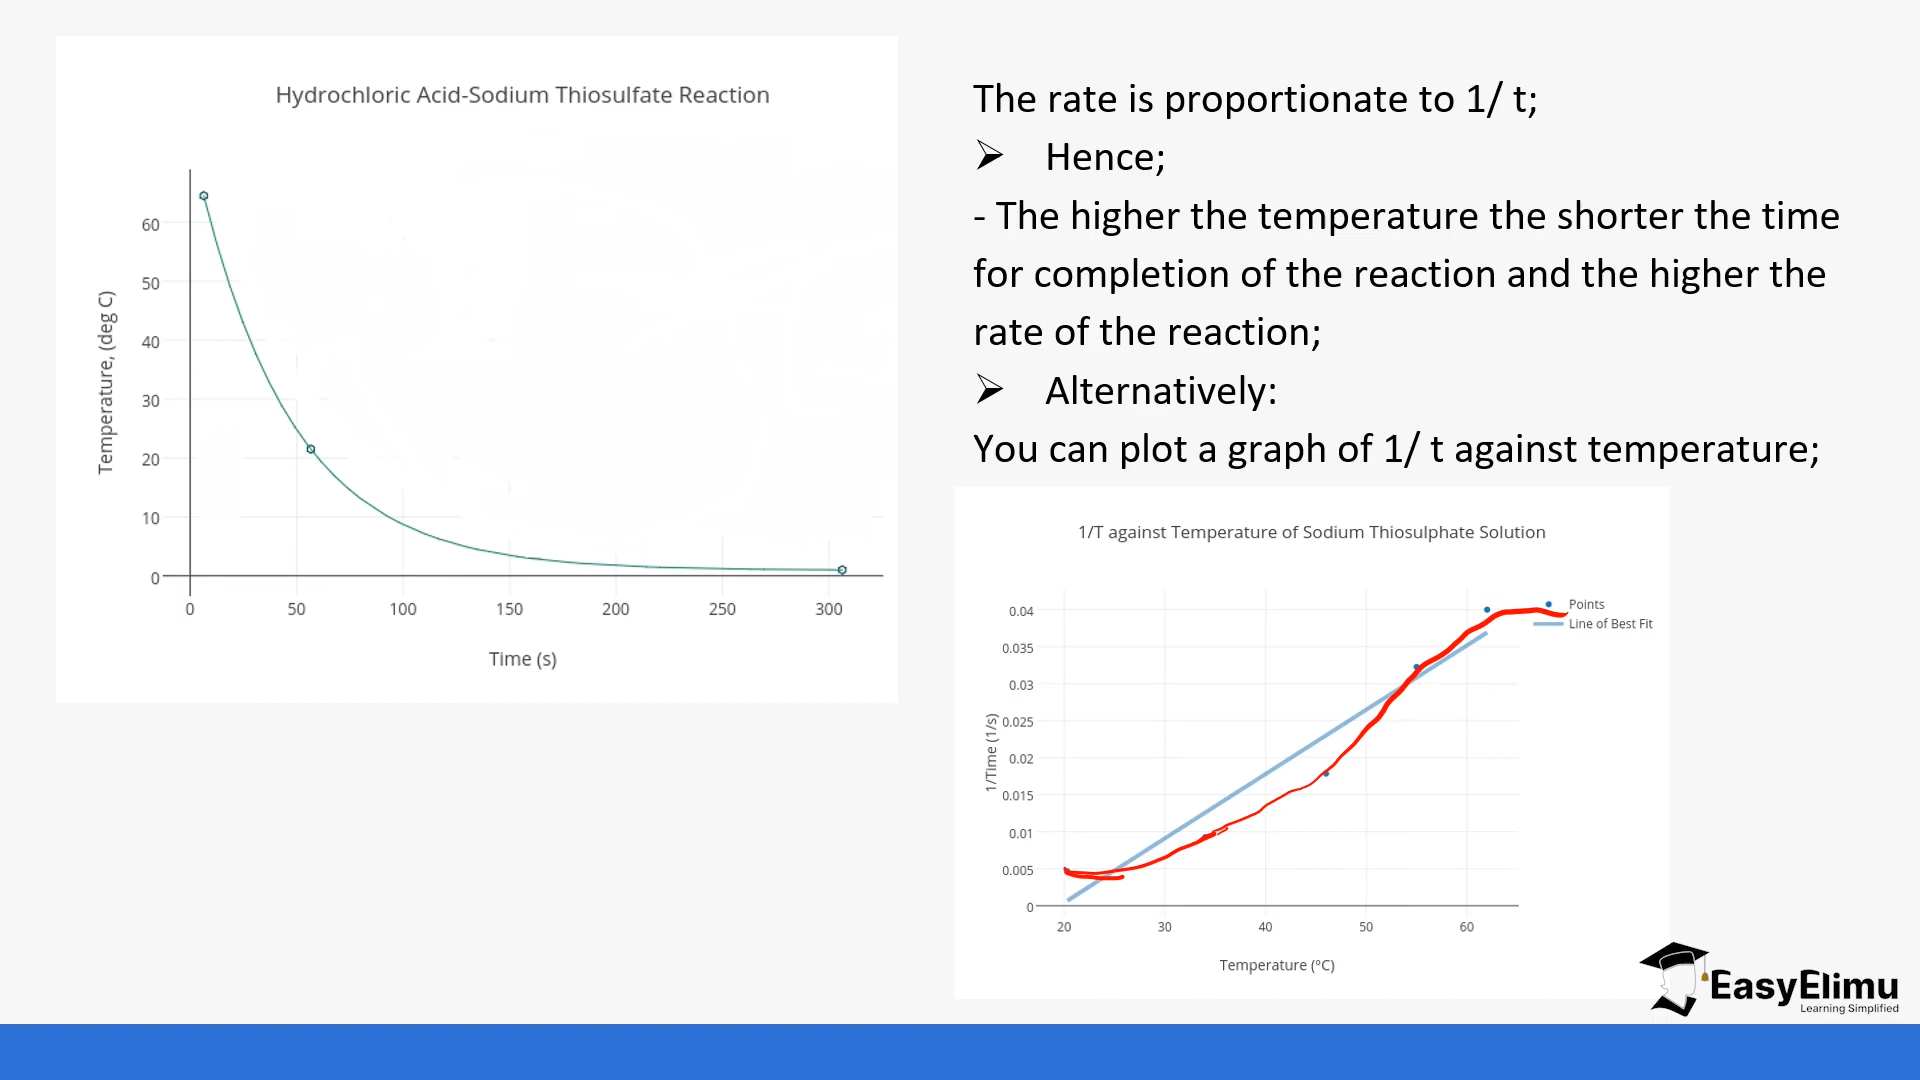 Hydrochloric Acid-Sodium Thiosulfate Reaction
60
50
40
30
20
10
0
Temperature, (deg C)
0 50 100 150 200 250 300
Time (s)
The rate is proportionate to 1/ t;
➢ Hence;
- The higher the temperature the shorter the time
for completion of the reaction and the higher the
rate of the reaction;
➢ Alternatively:
You can plot a graph of 1/ t against temperature;
1/T against Temperature of Sodium Thiosulphate Solution
0.04
0.035
0.03
0.025
0.02
0.015
0.01
0.005
0
1/Time (1/s)
20 30 40 50 60
Temperature (°C)
Points
Line of Best Fit
EasyElimu
Learning Simplified